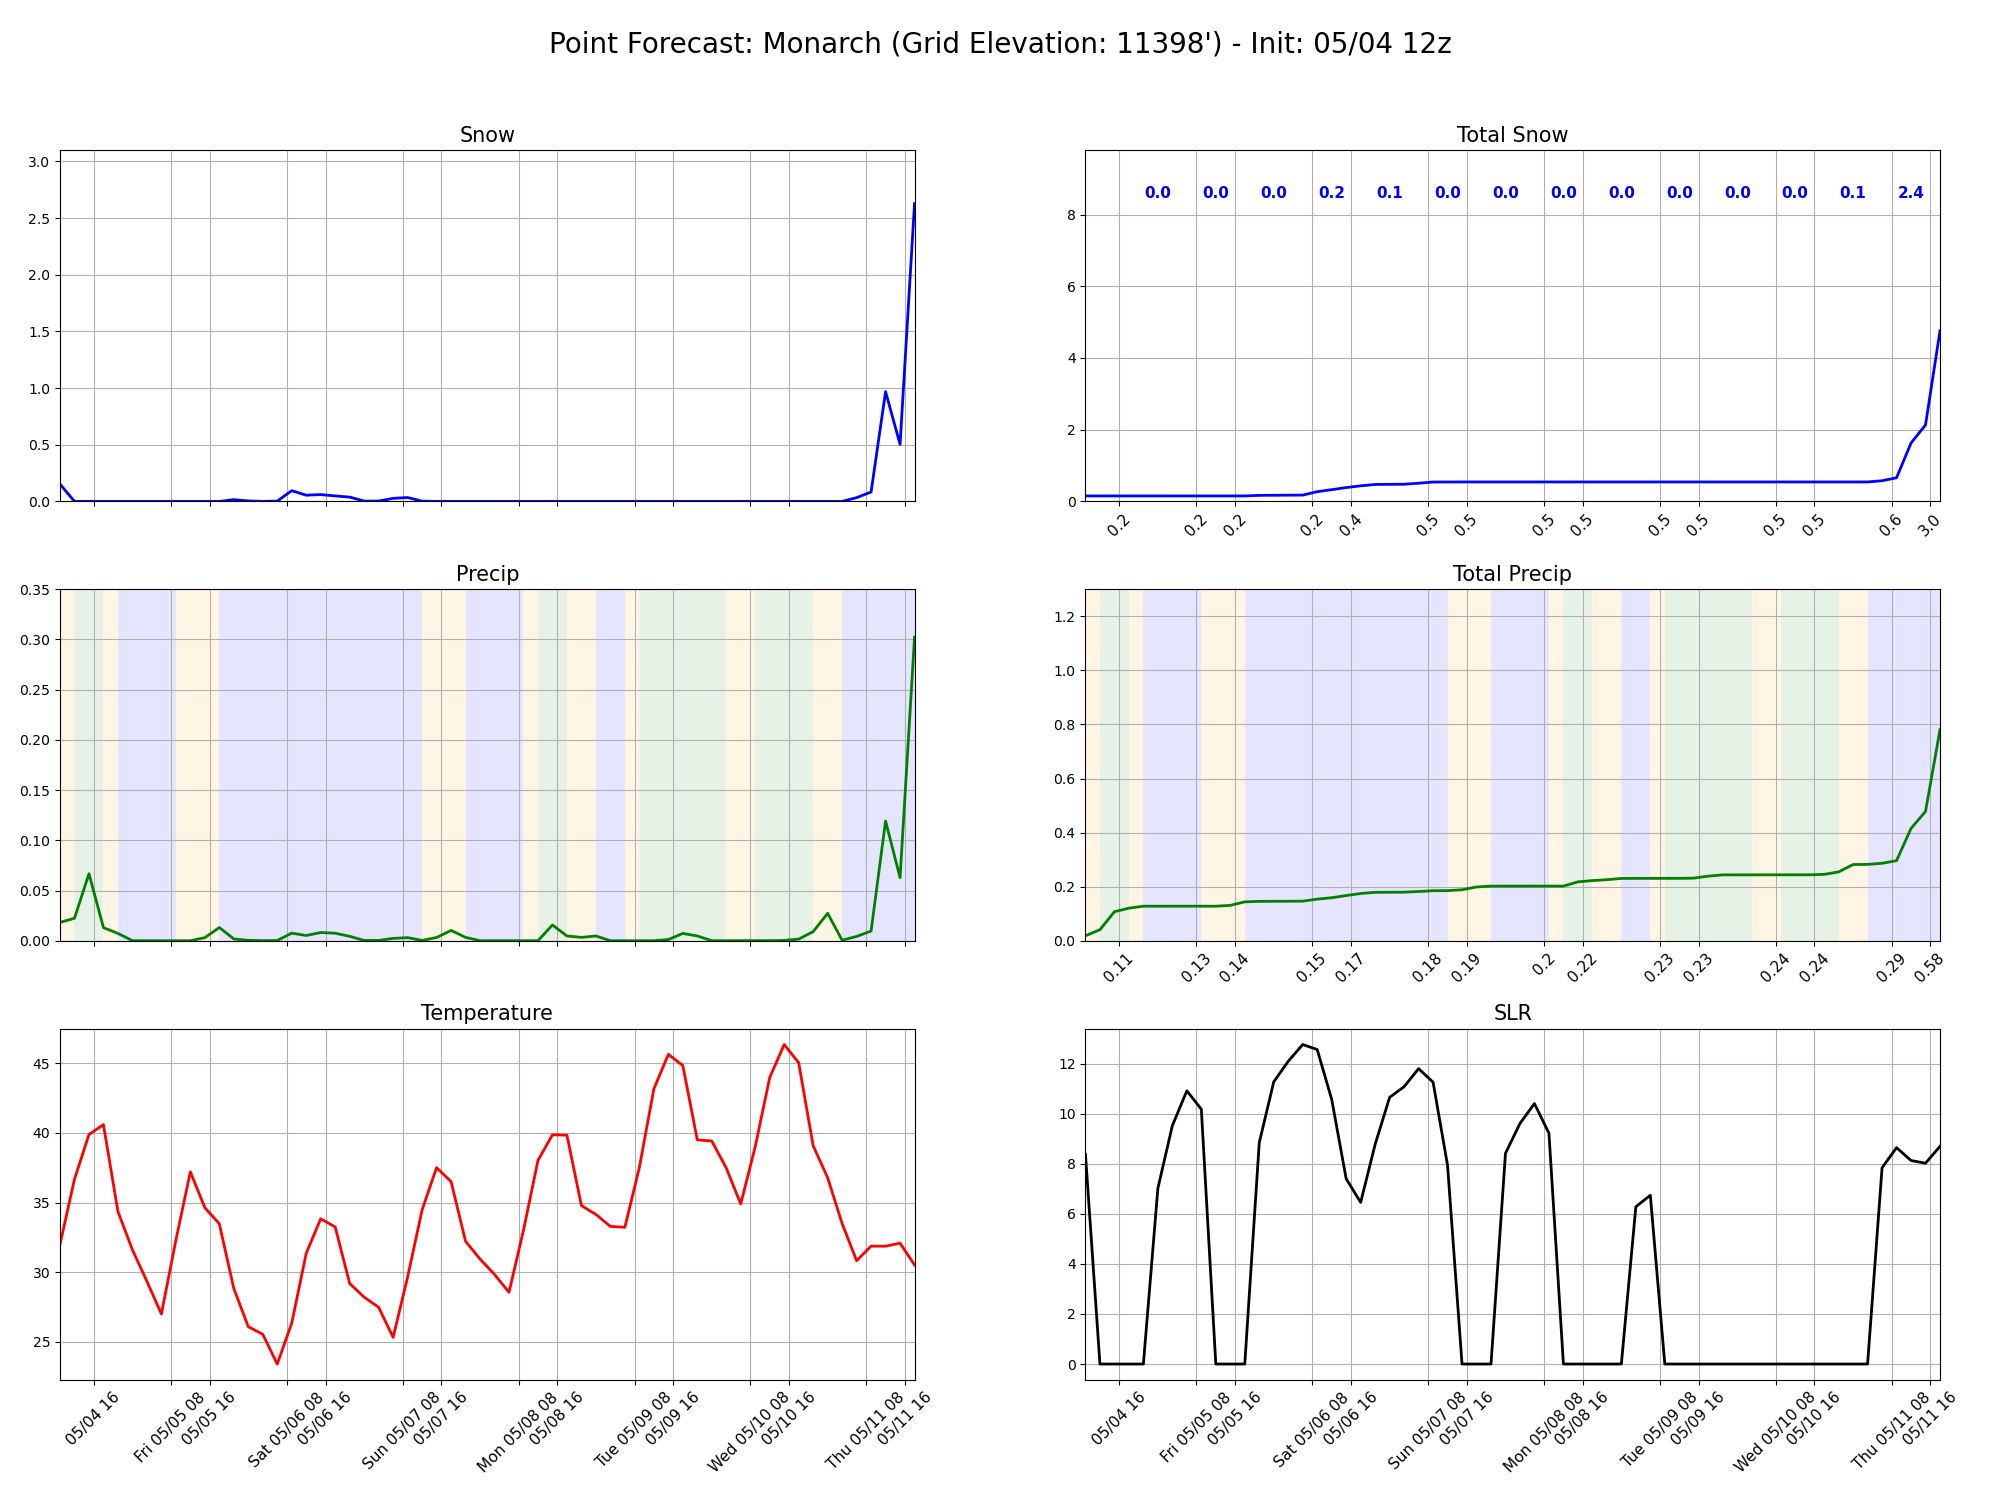 Point Forecast: Monarch (Grid Elevation: 11398') - Init: 05/04 12z
Snow
3.0
2.5
2.0
1.5
1.0
0.5
0.0
Total Snow
0.0 0.0 0.0 0.2 0.1 0.0 0.0 0.0 0.0 0.0 0.0 0.0 0.1 2.4
8
6
4
2
0
0.2 0.2 0.2 0.2 0.4 0.5 0.5 0.5 0.5 0.5 0.5 0.5 0.5 0.6 3.0
Precip
0.35
0.30
0.25
0.20
0.15
0.10
0.05
0.00
Total Precip
1.2
1.0
0.8
0.6
0.4
0.2
0.0
0.11 0.13 0.14 0.15 0.17 0.18 0.19 0.2 0.22 0.23 0.23 0.24 0.24 0.29 0.58
Temperature
45
40
35
30
25
05/04 16
Fri 05/05 08
05/05 16
Sat 05/06 08
05/06 16
Sun 05/07 08
05/07 16
Mon 05/08 08
05/08 16
Tue 05/09 08
05/09 16
Wed 05/10 08
05/10 16
Thu 05/11 08
05/11 16
SLR
12
10
8
6
4
2
0
05/04 16
Fri 05/05 08
05/05 16
Sat 05/06 08
05/06 16
Sun 05/07 08
05/07 16
Mon 05/08 08
05/08 16
Tue 05/09 08
05/09 16
Wed 05/10 08
05/10 16
Thu 05/11 08
05/11 16